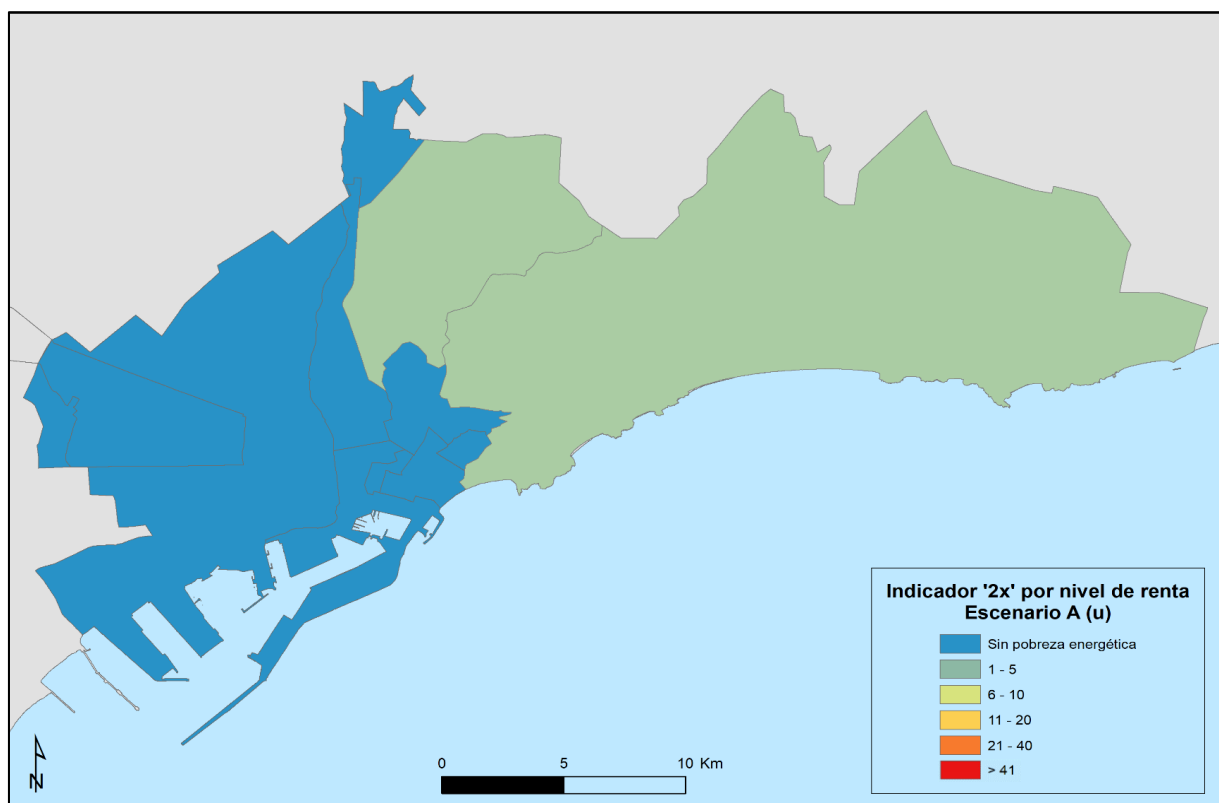 Indicador '2x' por nivel de renta
Escenario A (u)
Sin pobreza energética
1 - 5
6 - 10
11 - 20
21 - 40
> 41
0 5 10 Km
N